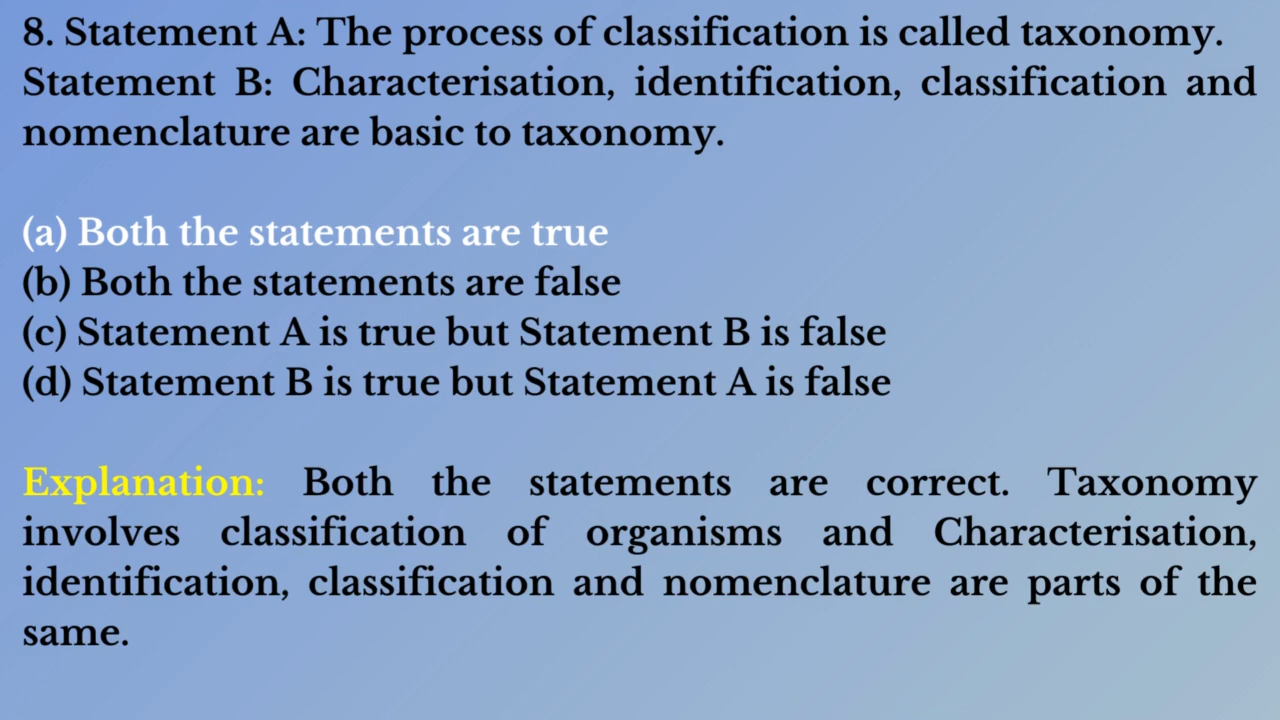 8. Statement A: The process of classification is called taxonomy.
Statement B: Characterisation, identification, classification and
nomenclature are basic to taxonomy.
(a) Both the statements are true
(b) Both the statements are false
(c) Statement A is true but Statement B is false
(d) Statement B is true but Statement A is false
Explanation: Both the statements are correct. Taxonomy
involves classification of organisms and Characterisation,
identification, classification and nomenclature are parts of the
same.